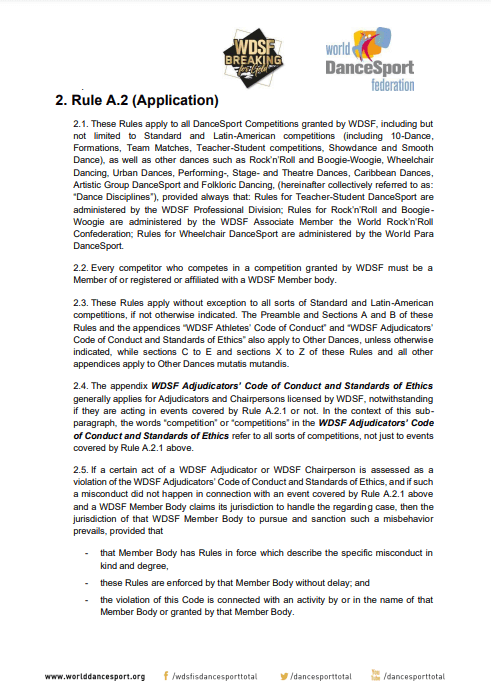 WDSF
BREAKING
for Gold
world
DanceSport
federation
2. Rule A.2 (Application)
2.1. These Rules apply to all DanceSport Competitions granted by WDSF, including but
not limited to Standard and Latin-American competitions (including 10-Dance,
Formations, Team Matches, Teacher-Student competitions, Showdance and Smooth
Dance), as well as other dances such as Rock'n'Roll and Boogie-Woogie, Wheelchair
Dancing, Urban Dances, Performing-, Stage- and Theatre Dances, Caribbean Dances,
Artistic Group DanceSport and Folkloric Dancing, (hereinafter collectively referred to as:
"Dance Disciplines"), provided always that: Rules for Teacher-Student DanceSport are
administered by the WDSF Professional Division; Rules for Rock'n'Roll and Boogie-
Woogie are administered by the WDSF Associate Member the World Rock'n'Roll
Confederation; Rules for Wheelchair DanceSport are administered by the World Para
DanceSport.
2.2. Every competitor who competes in a competition granted by WDSF must be a
Member of or registered or affiliated with a WDSF Member body.
2.3. These Rules apply without exception to all sorts of Standard and Latin-American
competitions, if not otherwise indicated. The Preamble and Sections A and B of these
Rules and the appendices "WDSF Athletes' Code of Conduct" and "WDSF Adjudicators'
Code of Conduct and Standards of Ethics" also apply to Other Dances, unless otherwise
indicated, while sections C to E and sections X to Z of these Rules and all other
appendices apply to Other Dances mutatis mutandis.
2.4. The appendix WDSF Adjudicators' Code of Conduct and Standards of Ethics
generally applies for Adjudicators and Chairpersons licensed by WDSF, notwithstanding
if they are acting in events covered by Rule A.2.1 or not. In the context of this sub-
paragraph, the words "competition" or "competitions" in the WDSF Adjudicators' Code
of Conduct and Standards of Ethics refer to all sorts of competitions, not just to events
covered by Rule A.2.1 above.
2.5. If a certain act of a WDSF Adjudicator or WDSF Chairperson is assessed as a
violation of the WDSF Adjudicators' Code of Conduct and Standards of Ethics, and if such
a misconduct did not happen in connection with an event covered by Rule A.2.1 above
and a WDSF Member Body claims its jurisdiction to handle the regarding case, then the
jurisdiction of that WDSF Member Body to pursue and sanction such a misbehavior
prevails, provided that
- that Member Body has Rules in force which describe the specific misconduct in
kind and degree,
- these Rules are enforced by that Member Body without delay; and
- the violation of this Code is connected with an activity by or in the name of that
Member Body or granted by that Member Body.
www.worlddancesport.org f /wdsfisdancesporttotal /dancesporttotal You Tube /dancesporttotal